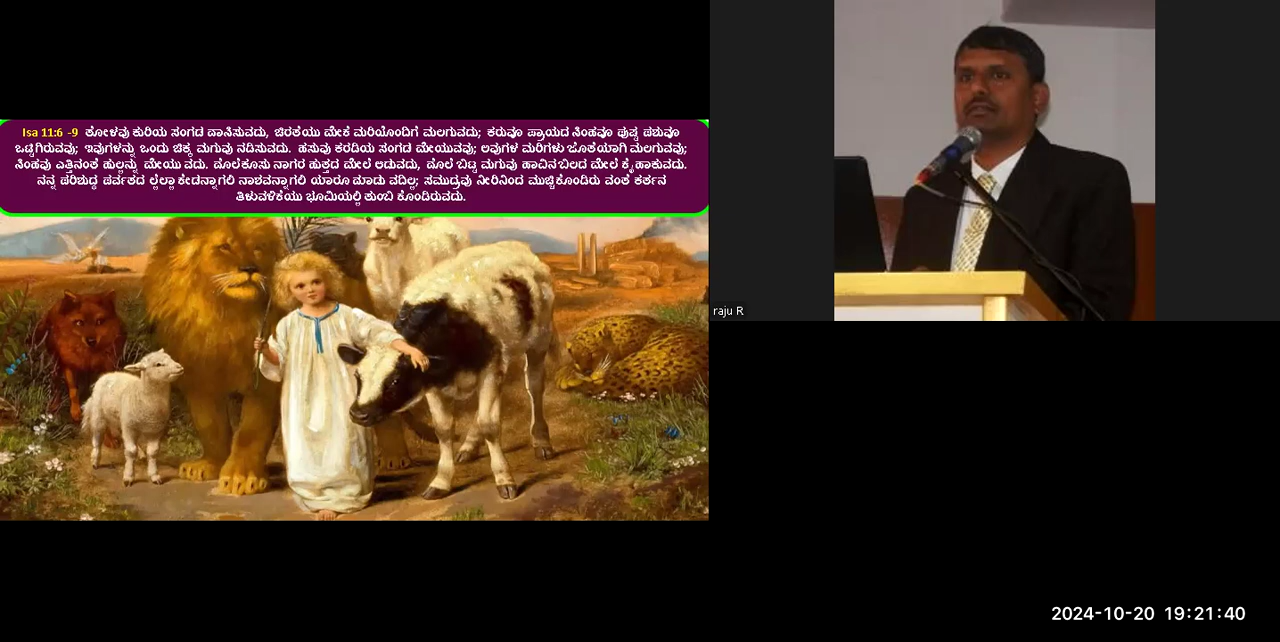 Isa 11:6 -9 ತೋಳವು ಕುರಿಯ ಸಂಗಡ ವಾಸಿಸುವದು, ಚಿರತೆಯು ಮೇಕೆ ಮರಿಯೊಂದಿಗೆ ಮಲಗುವದು; ಕರುವೂ ಪ್ರಾಯದ ಸಿಂಹವೂ ಪುಷ್ಟ ಪಶುವೂ
ಒಟ್ಟಿಗಿರುವವು; ಇವುಗಳನ್ನು ಒಂದು ಚಿಕ್ಕ ಮಗುವು ನಡಿಸುವದು. ಹಸುವು ಕರಡಿಯ ಸಂಗಡ ಮೇಯುವವು; ಅವುಗಳ ಮರಿಗಳು ಜೊತೆಯಾಗಿ ಮಲಗುವವು;
ಸಿಂಹವು ಎತ್ತಿನಂತೆ ಹುಲ್ಲನ್ನು ಮೇಯು ವದು. ಮೊಲೆಕೂಸು ನಾಗರ ಹುತ್ತದ ಮೇಲೆ ಆಡುವದು, ಮೊಲೆ ಬಿಟ್ಟ ಮಗುವು ಹಾವಿನ ಬಿಲದ ಮೇಲೆ ಕೈ ಹಾಕುವದು.
ನನ್ನ ಪರಿಶುದ್ಧ ಪರ್ವತದ ಲ್ಲೆಲ್ಲಾ ಕೇಡನ್ನಾಗಲಿ ನಾಶವನ್ನಾಗಲಿ ಯಾರೂ ಮಾಡು ವದಿಲ್ಲ; ಸಮುದ್ರವು ನೀರಿನಿಂದ ಮುಚ್ಚಿಕೊಂಡಿರು ವಂತೆ ಕರ್ತನ
ತಿಳುವಳಿಕೆಯು ಭೂಮಿಯಲ್ಲಿ ತುಂಬಿ ಕೊಂಡಿರುವದು.
raju R
2024-10-20 19:21:40